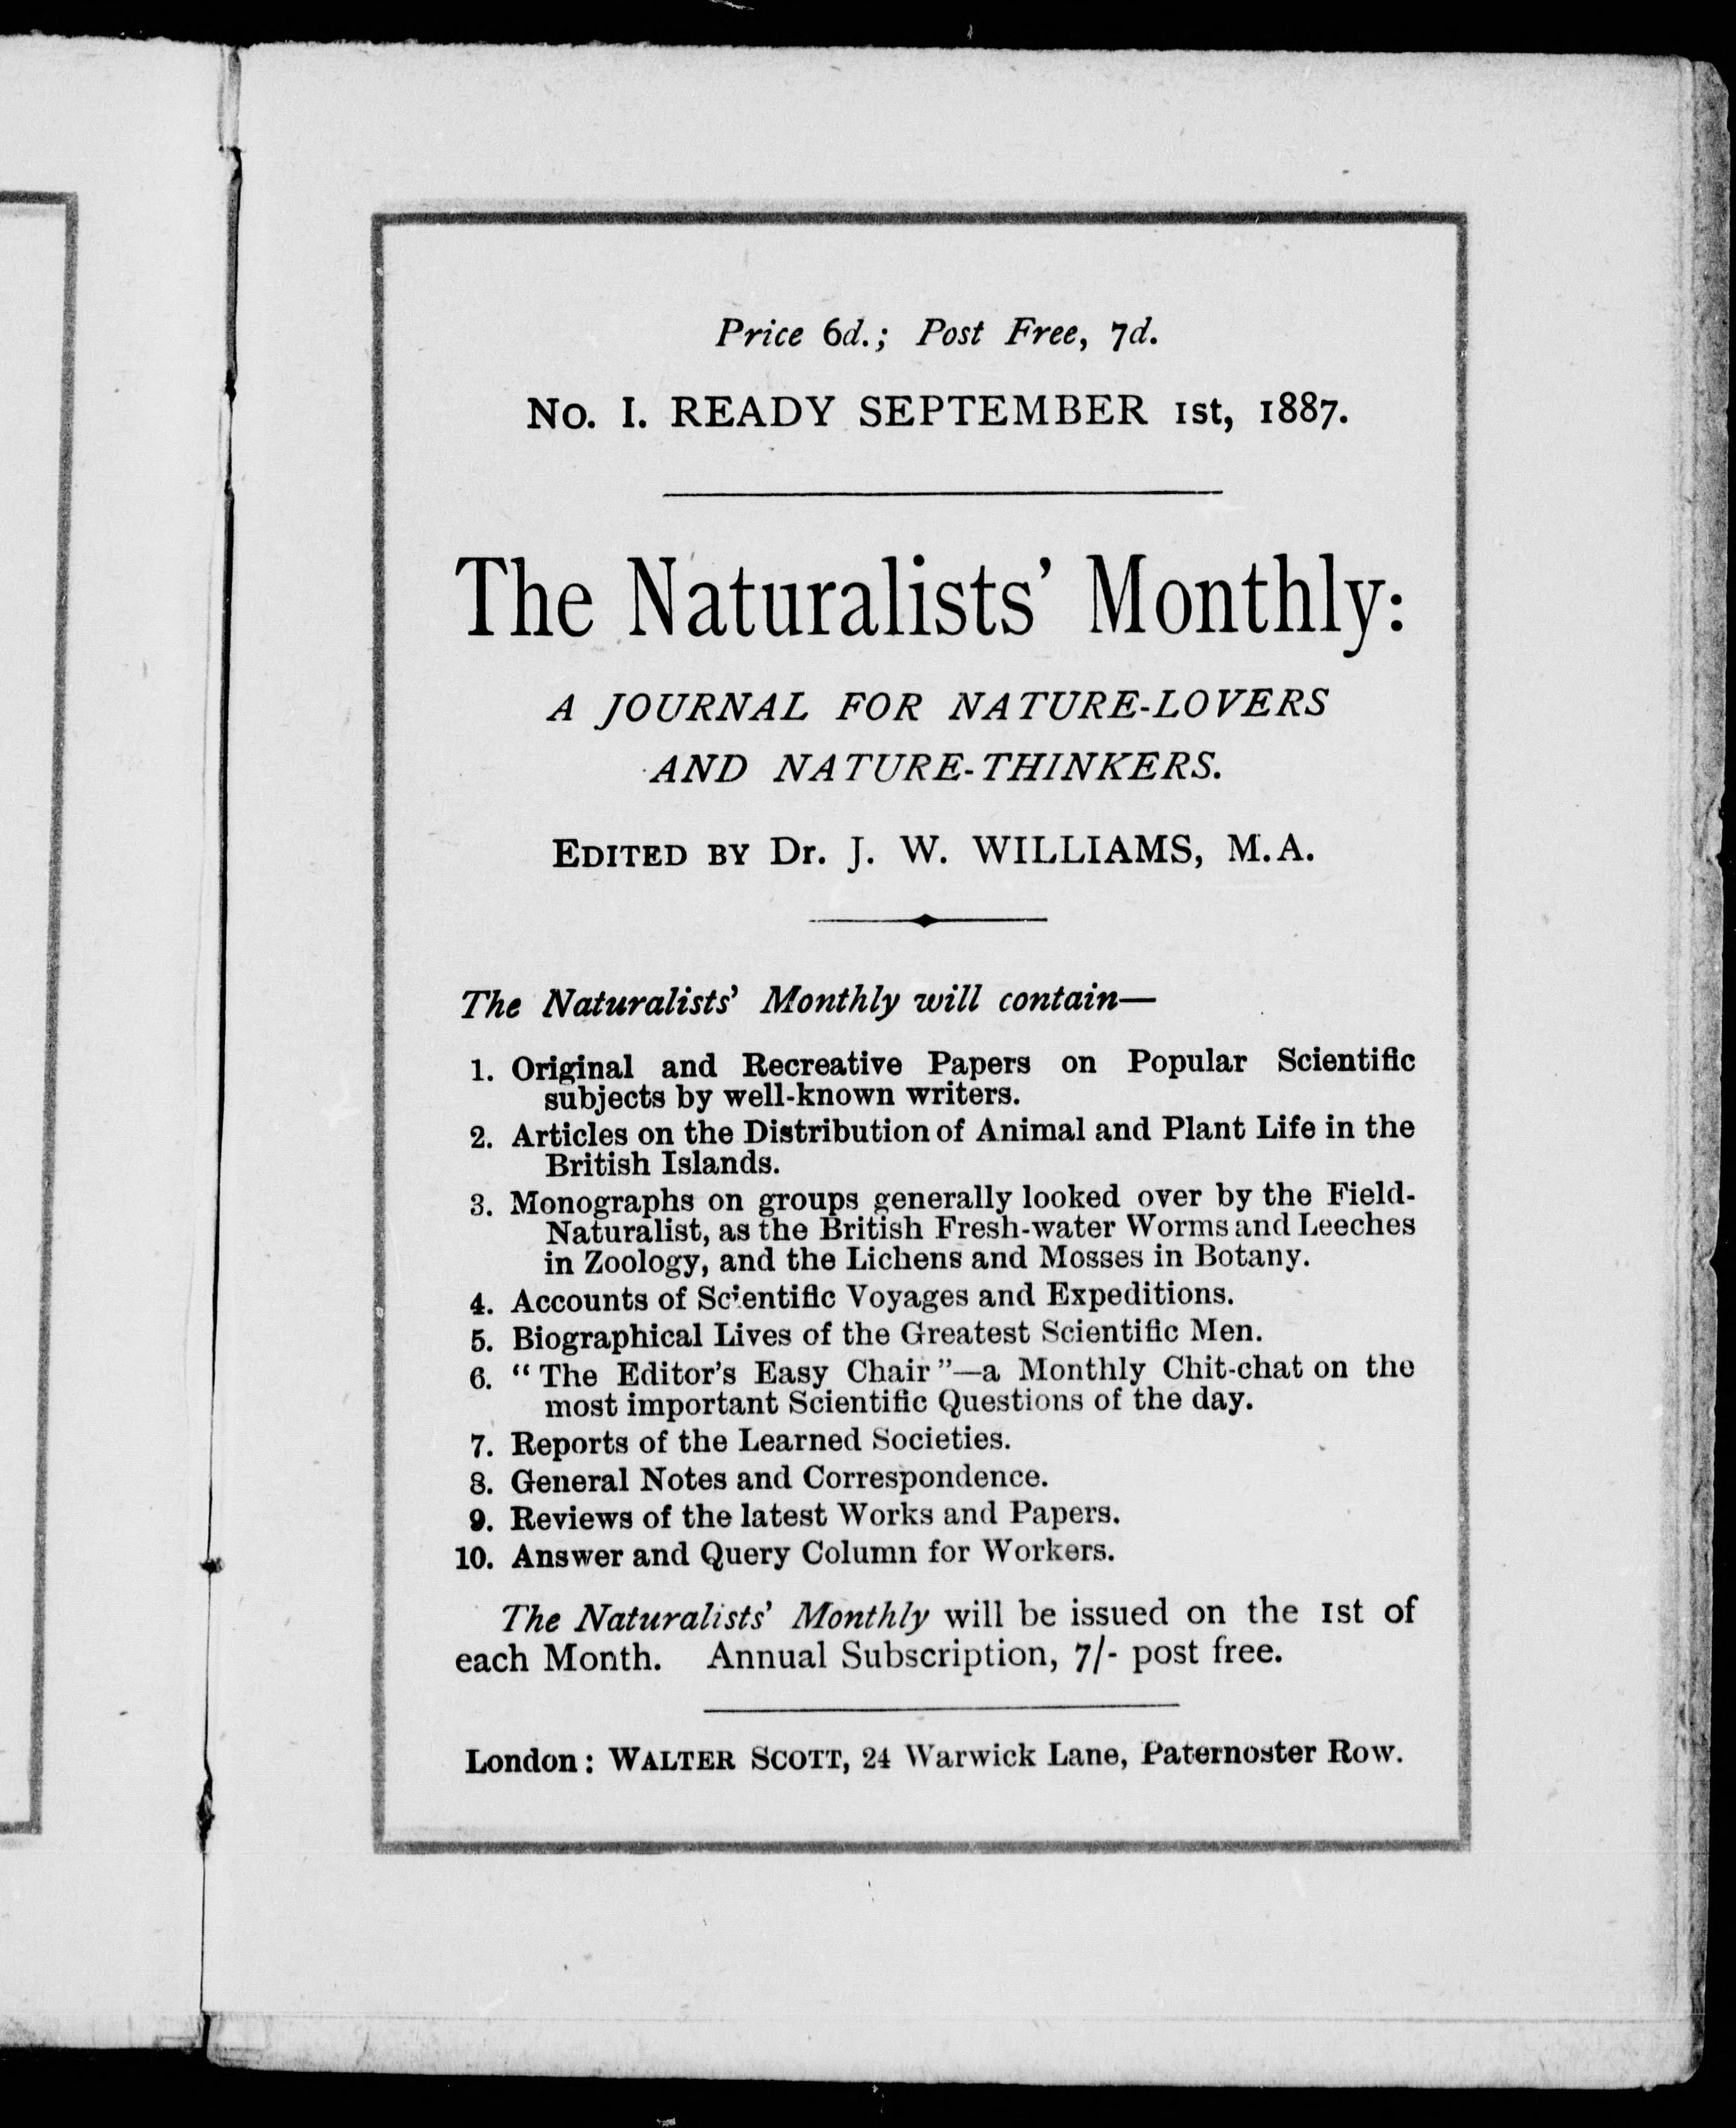 Price 6d.; Post Free, 7d.
No. I. READY SEPTEMBER 1st, 1887.
The Naturalists' Monthly:
A JOURNAL FOR NATURE-LOVERS
AND NATURE-THINKERS.
EDITED BY Dr. J. W. WILLIAMS, M.A.
The Naturalists' Monthly will contain—
1. Original and Recreative Papers on Popular Scientific
subjects by well-known writers.
2. Articles on the Distribution of Animal and Plant Life in the
British Islands.
3. Monographs on groups generally looked over by the Field-
Naturalist, as the British Fresh-water Worms and Leeches
in Zoology, and the Lichens and Mosses in Botany.
4. Accounts of Scientific Voyages and Expeditions.
5. Biographical Lives of the Greatest Scientific Men.
6. "The Editor's Easy Chair"—a Monthly Chit-chat on the
most important Scientific Questions of the day.
7. Reports of the Learned Societies.
8. General Notes and Correspondence.
9. Reviews of the latest Works and Papers.
10. Answer and Query Column for Workers.
The Naturalists' Monthly will be issued on the 1st of
each Month. Annual Subscription, 7/- post free.
London: WALTER SCOTT, 24 Warwick Lane, Paternoster Row.